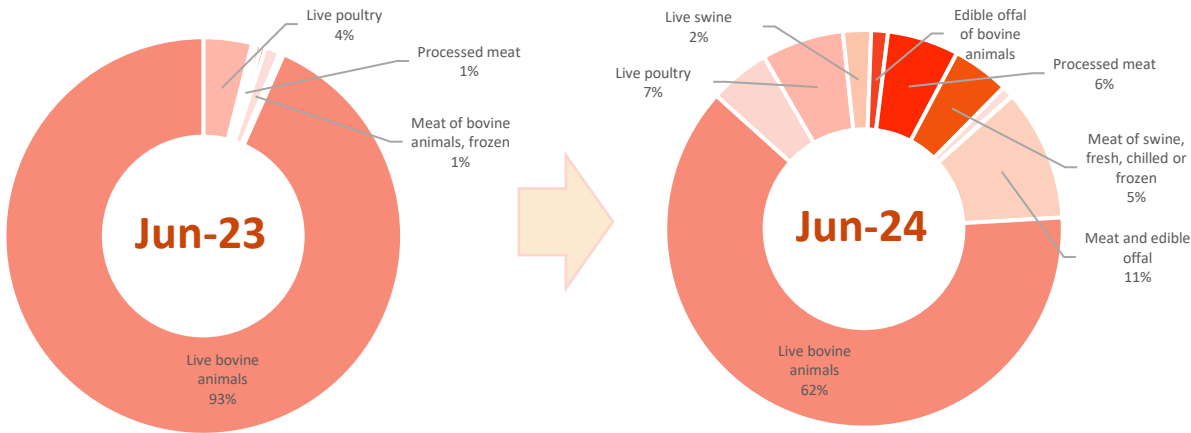 Live poultry
4%
Processed meat
1%
Meat of bovine
animals, frozen
1%
Jun-23
Live bovine
animals
93%
Live swine
2%
Edible offal
of bovine
animals
Live poultry
7%
Processed meat
6%
Meat of swine,
fresh, chilled or
frozen
5%
Jun-24
Meat and edible
offal
11%
Live bovine
animals
62%